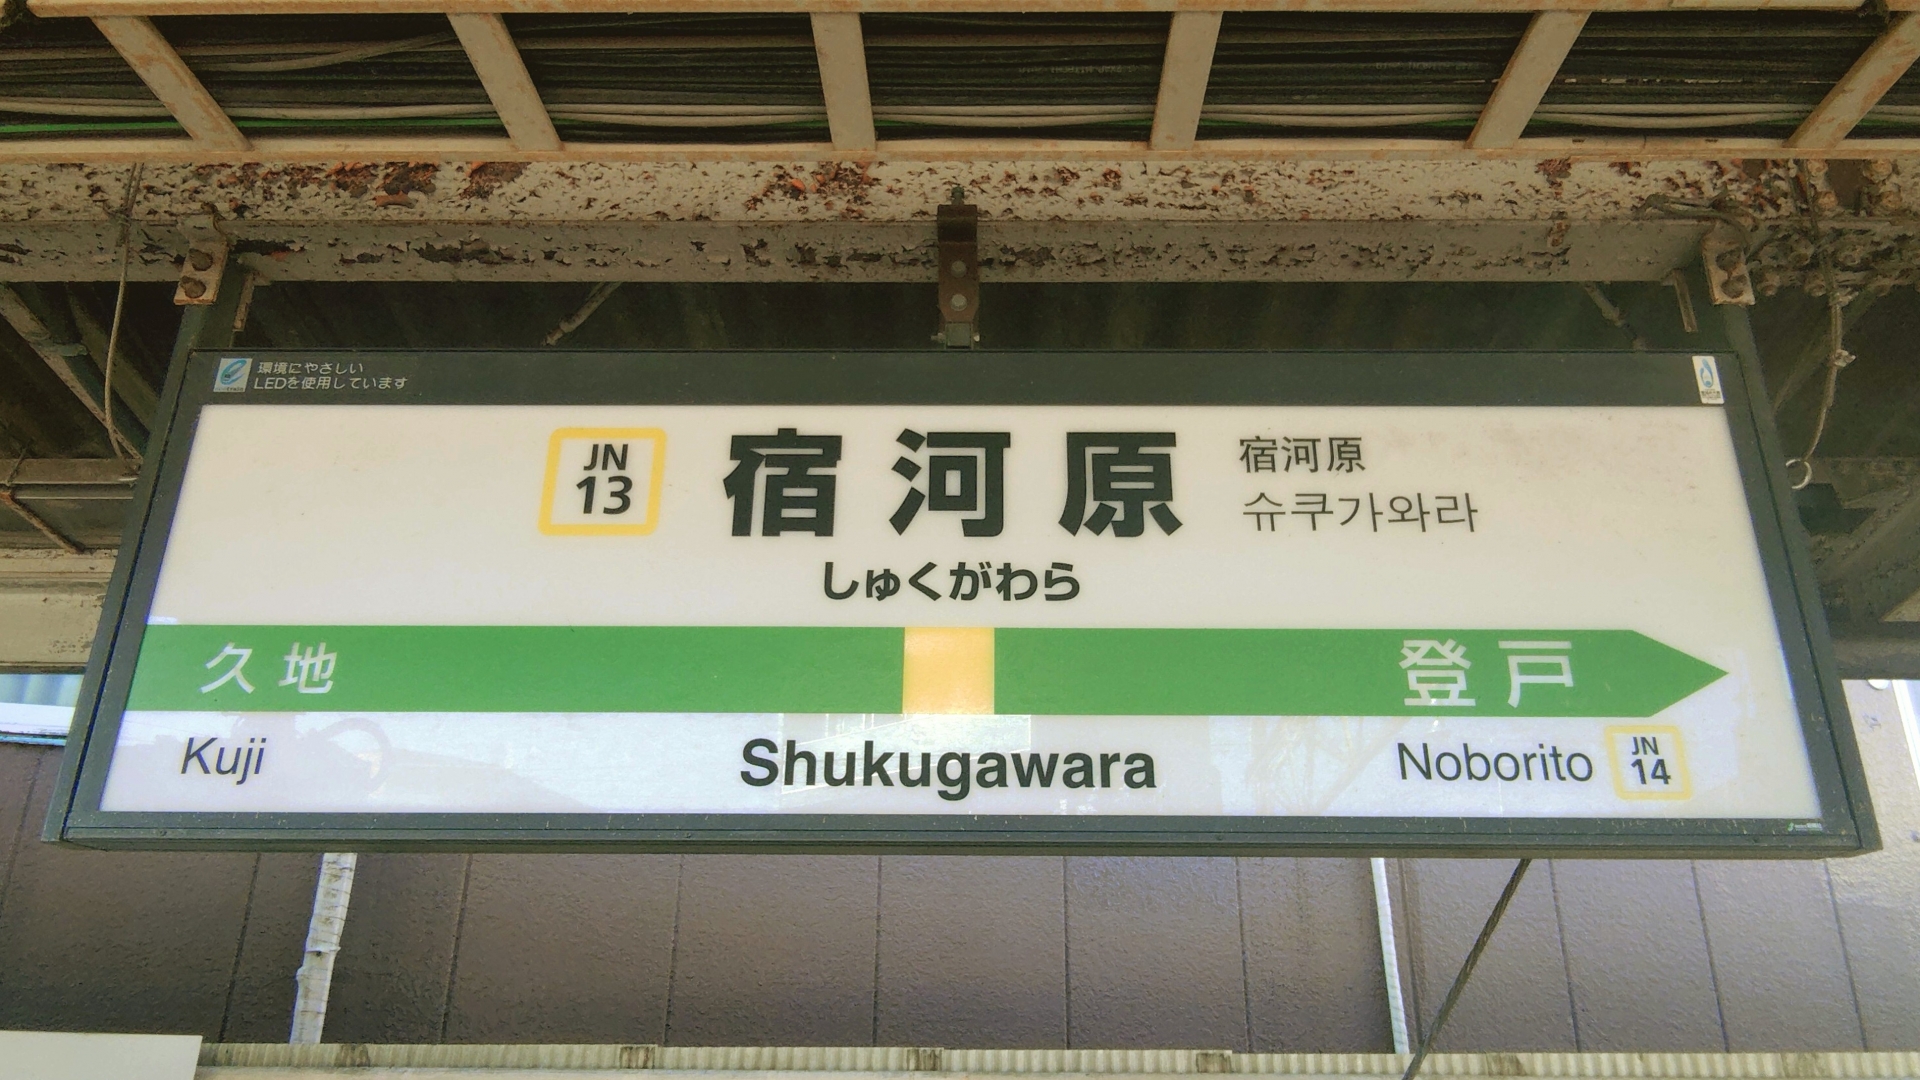 環境にやさしい
LEDを使用しています
JN
13
宿河原
宿河原
슈쿠가와라
しゅくがわら
久地
登戸
Kuji
Shukugawara
Noborito
JN
14